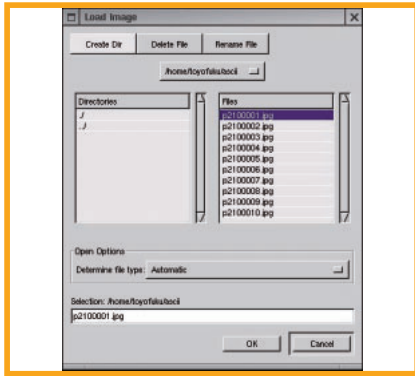 Load Image
Create Dir Delete File Rename File
/home/toyofuku/ascii
Directories Files
./
../
p2100001.jpg
p2100002.jpg
p2100003.jpg
p2100004.jpg
p2100005.jpg
p2100006.jpg
p2100007.jpg
p2100008.jpg
p2100009.jpg
p2100010.jpg
Open Options
Determine file type: Automatic
Selection: /home/toyofuku/ascii
p2100001.jpg
OK Cancel